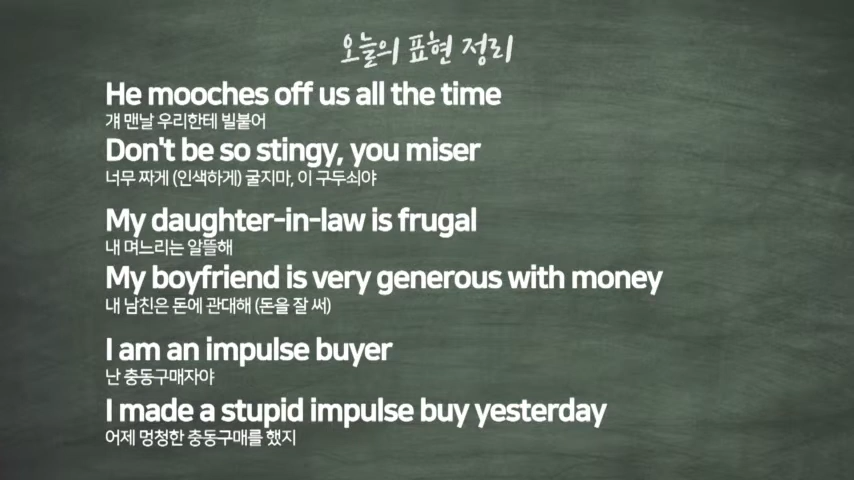 오늘의 표현 정리
He mooches off us all the time
걔 맨날 우리한테 빌붙어
Don't be so stingy, you miser
너무 짜게 (인색하게) 굴지마, 이 구두쇠야
My daughter-in-law is frugal
내 며느리는 알뜰해
My boyfriend is very generous with money
내 남친은 돈에 관대해 (돈을 잘 써)
I am an impulse buyer
난 충동구매자야
I made a stupid impulse buy yesterday
어제 멍청한 충동구매를 했지